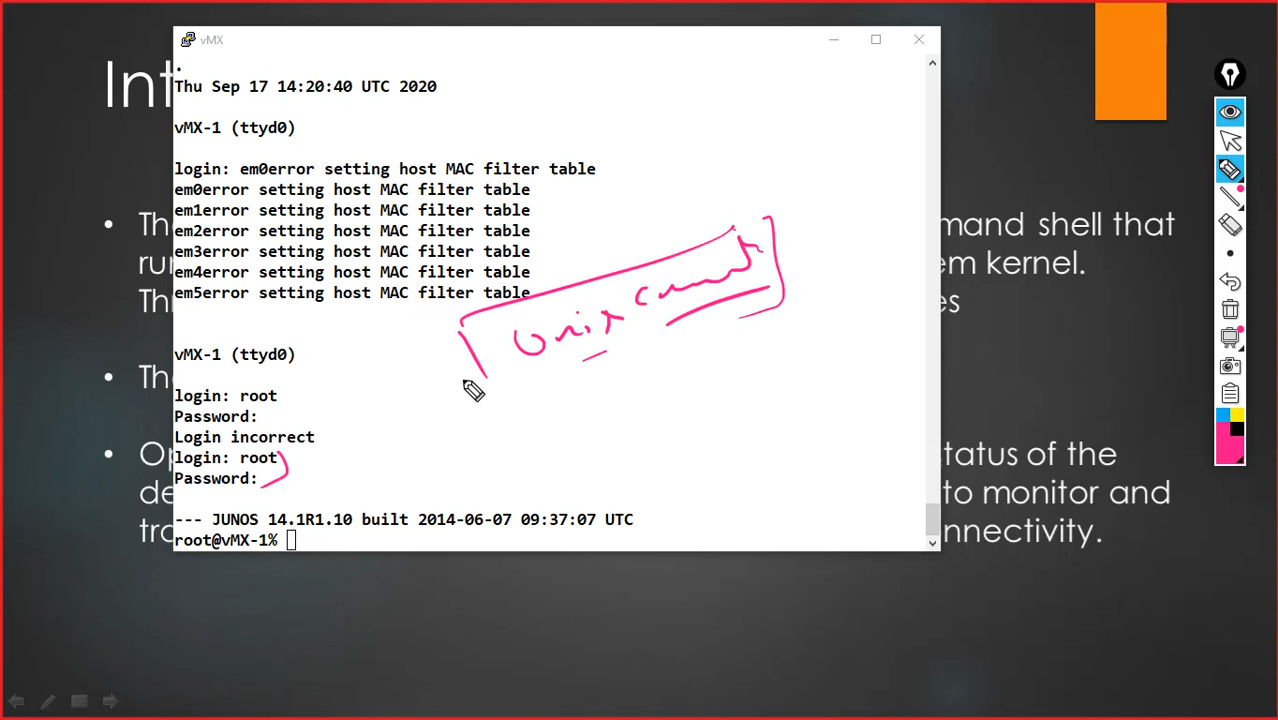 vMX
Int
.
Thu Sep 17 14:20:40 UTC 2020
vMX-1 (ttyd0)
login: em0error setting host MAC filter table
em0error setting host MAC filter table
em1error setting host MAC filter table
em2error setting host MAC filter table
em3error setting host MAC filter table
em4error setting host MAC filter table
em5error setting host MAC filter table
Unix
vMX-1 (ttyd0)
login: root
Password:
Login incorrect
login: root
Password:
--- JUNOS 14.1R1.10 built 2014-06-07 09:37:07 UTC
root@vMX-1%
• The mmand shell that
run em kernel.
Th es
• The
• Op tatus of the
de to monitor and
tro nnectivity.